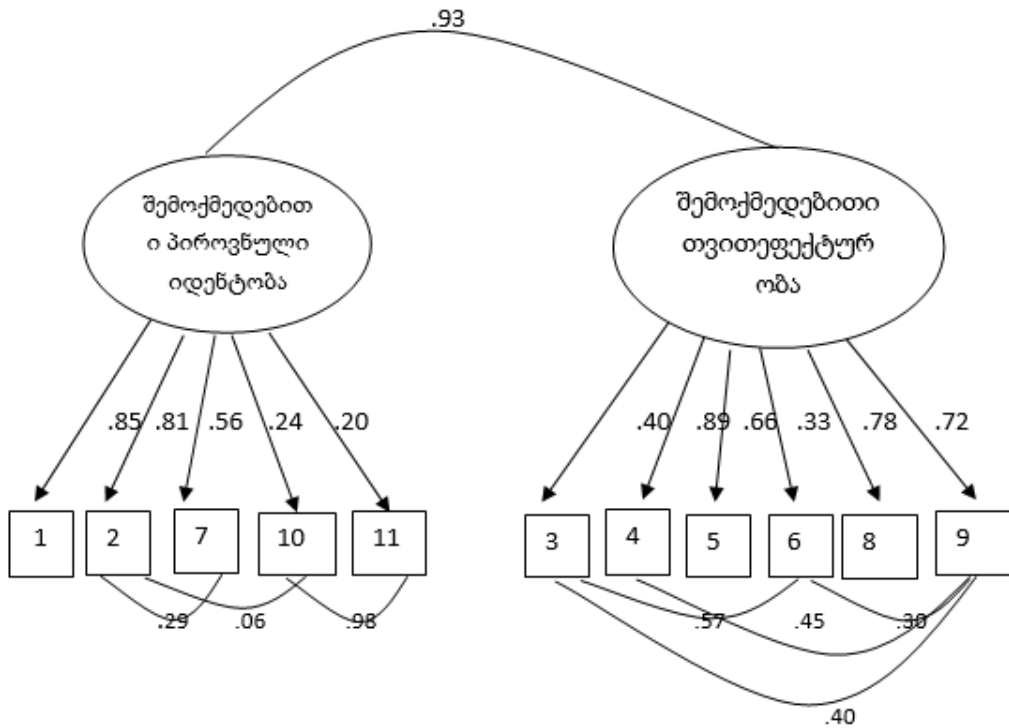 .93
შემოქმედებით
ი პიროვნული
იდენტობა
შემოქმედებითი
თვითეფექტურ
ობა
.85 .81 .56 .24 .20
.40 .89 .66 .33 .78 .72
1 2 7 10 11
3 4 5 6 8 9
.29 .06 .98
.57 .45 .30
.40